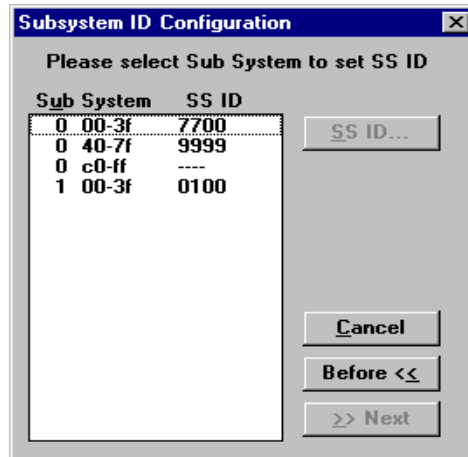 Subsystem ID Configuration
Please select Sub System to set SS ID
Sub System SS ID
0 00-3f 7700
0 40-7f 9999
0 c0-ff ----
1 00-3f 0100
SS ID...
Cancel
Before <<
>> Next